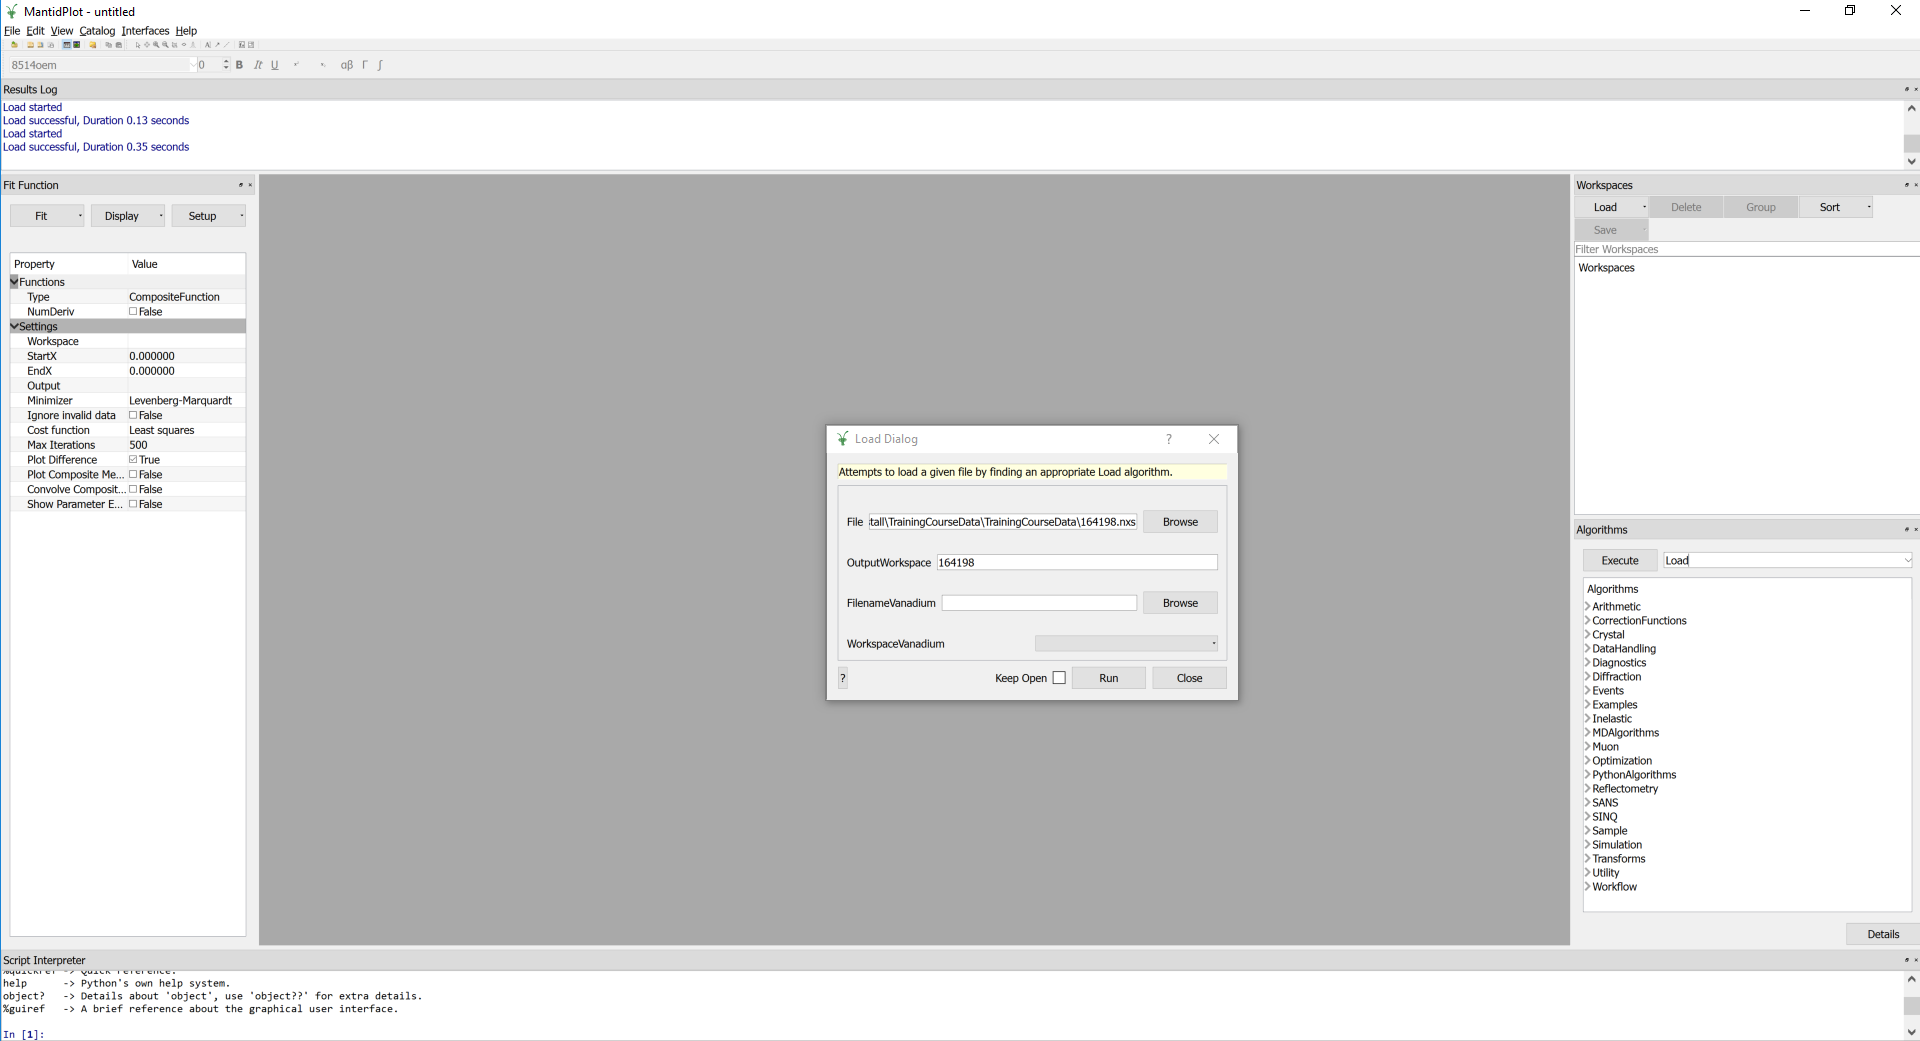 MantidPlot - untitled
File Edit View Catalog Interfaces Help
8514oem 0 B It U αβ Γ ∫
Results Log
Load started
Load successful, Duration 0.13 seconds
Load started
Load successful, Duration 0.35 seconds
Fit Function
Fit Display Setup
Property Value
Functions
Type CompositeFunction
NumDeriv False
Settings
Workspace
StartX 0.000000
EndX 0.000000
Output
Minimizer Levenberg-Marquardt
Ignore invalid data False
Cost function Least squares
Max Iterations 500
Plot Difference True
Plot Composite Me... False
Convolve Composit... False
Show Parameter E... False
Load Dialog ?
Attempts to load a given file by finding an appropriate Load algorithm.
File tall\TrainingCourseData\TrainingCourseData\164198.nxs Browse
OutputWorkspace 164198
FilenameVanadium Browse
WorkspaceVanadium
? Keep Open Run Close
Workspaces
Load Delete Group Sort
Save
Filter Workspaces
Workspaces
Algorithms
Execute Load
Algorithms
Arithmetic
CorrectionFunctions
Crystal
DataHandling
Diagnostics
Diffraction
Events
Examples
Inelastic
MDAlgorithms
Muon
Optimization
PythonAlgorithms
Reflectometry
SANS
SINQ
Sample
Simulation
Transforms
Utility
Workflow
Details
Script Interpreter
%quickref -> Quick reference.
help -> Python's own help system.
object? -> Details about 'object', use 'object??' for extra details.
%guiref -> A brief reference about the graphical user interface.
In [1]: